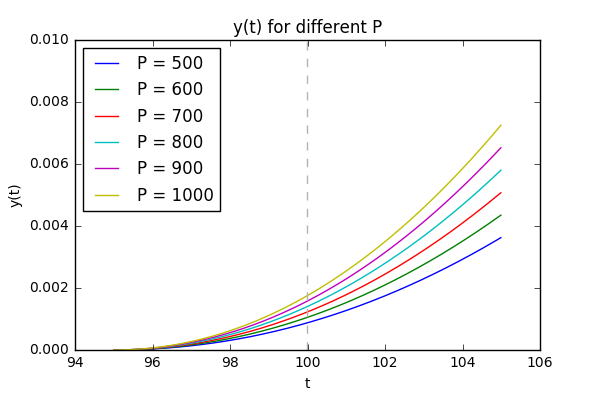 y(t) for different P
0.010
0.008
0.006
0.004
0.002
0.000
y(t)
P = 500
P = 600
P = 700
P = 800
P = 900
P = 1000
94 96 98 100 102 104 106
t